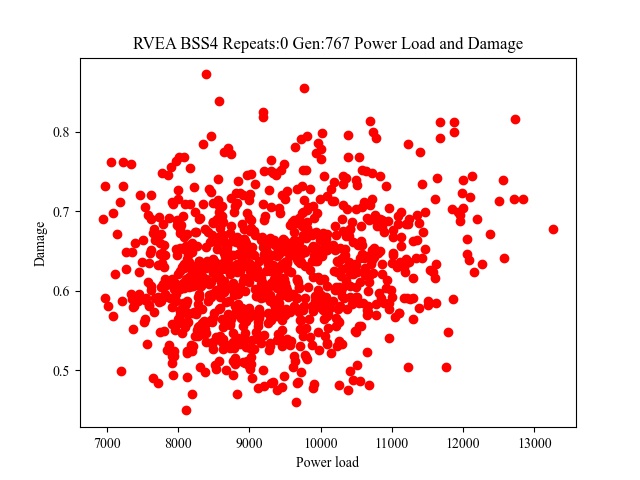 RVEA BSS4 Repeats:0 Gen:767 Power Load and Damage
0.8
0.7
0.6
0.5
Damage
7000 8000 9000 10000 11000 12000 13000
Power load